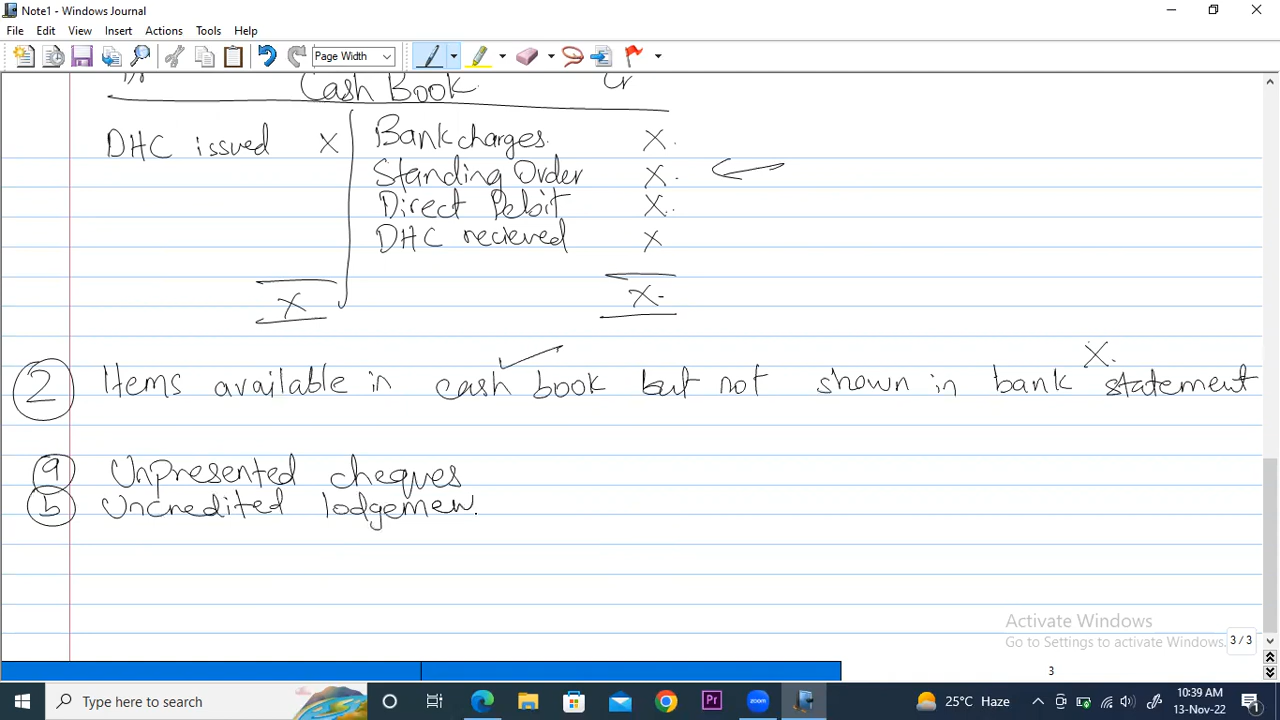 Note1 - Windows Journal
File Edit View Insert Actions Tools Help
Page Width
Cash Book Cr
DHC issued X Bank charges. X.
Standing Order X.
Direct Debit X..
DHC recieved X
X X.
X.
2 Items available in cash book but not shown in bank statement
a Unpresented cheques
b Uncredited lodgemen.
Activate Windows
Go to Settings to activate Windows.
3 / 3
3
Type here to search
Pr
zoom
25°C Haze
10:39 AM
13-Nov-22
1